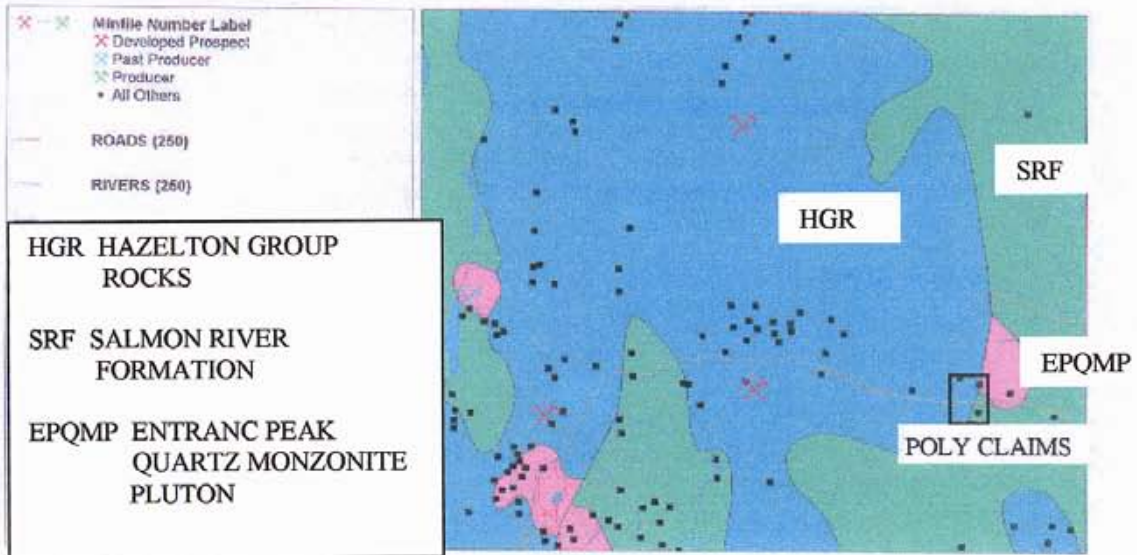 Minfile Number Label
Developed Prospect
Past Producer
Producer
All Others
ROADS (250)
RIVERS (250)
HGR HAZELTON GROUP
ROCKS
SRF SALMON RIVER
FORMATION
EPQMP ENTRANC PEAK
QUARTZ MONZONITE
PLUTON
SRF
HGR
EPQMP
POLY CLAIMS